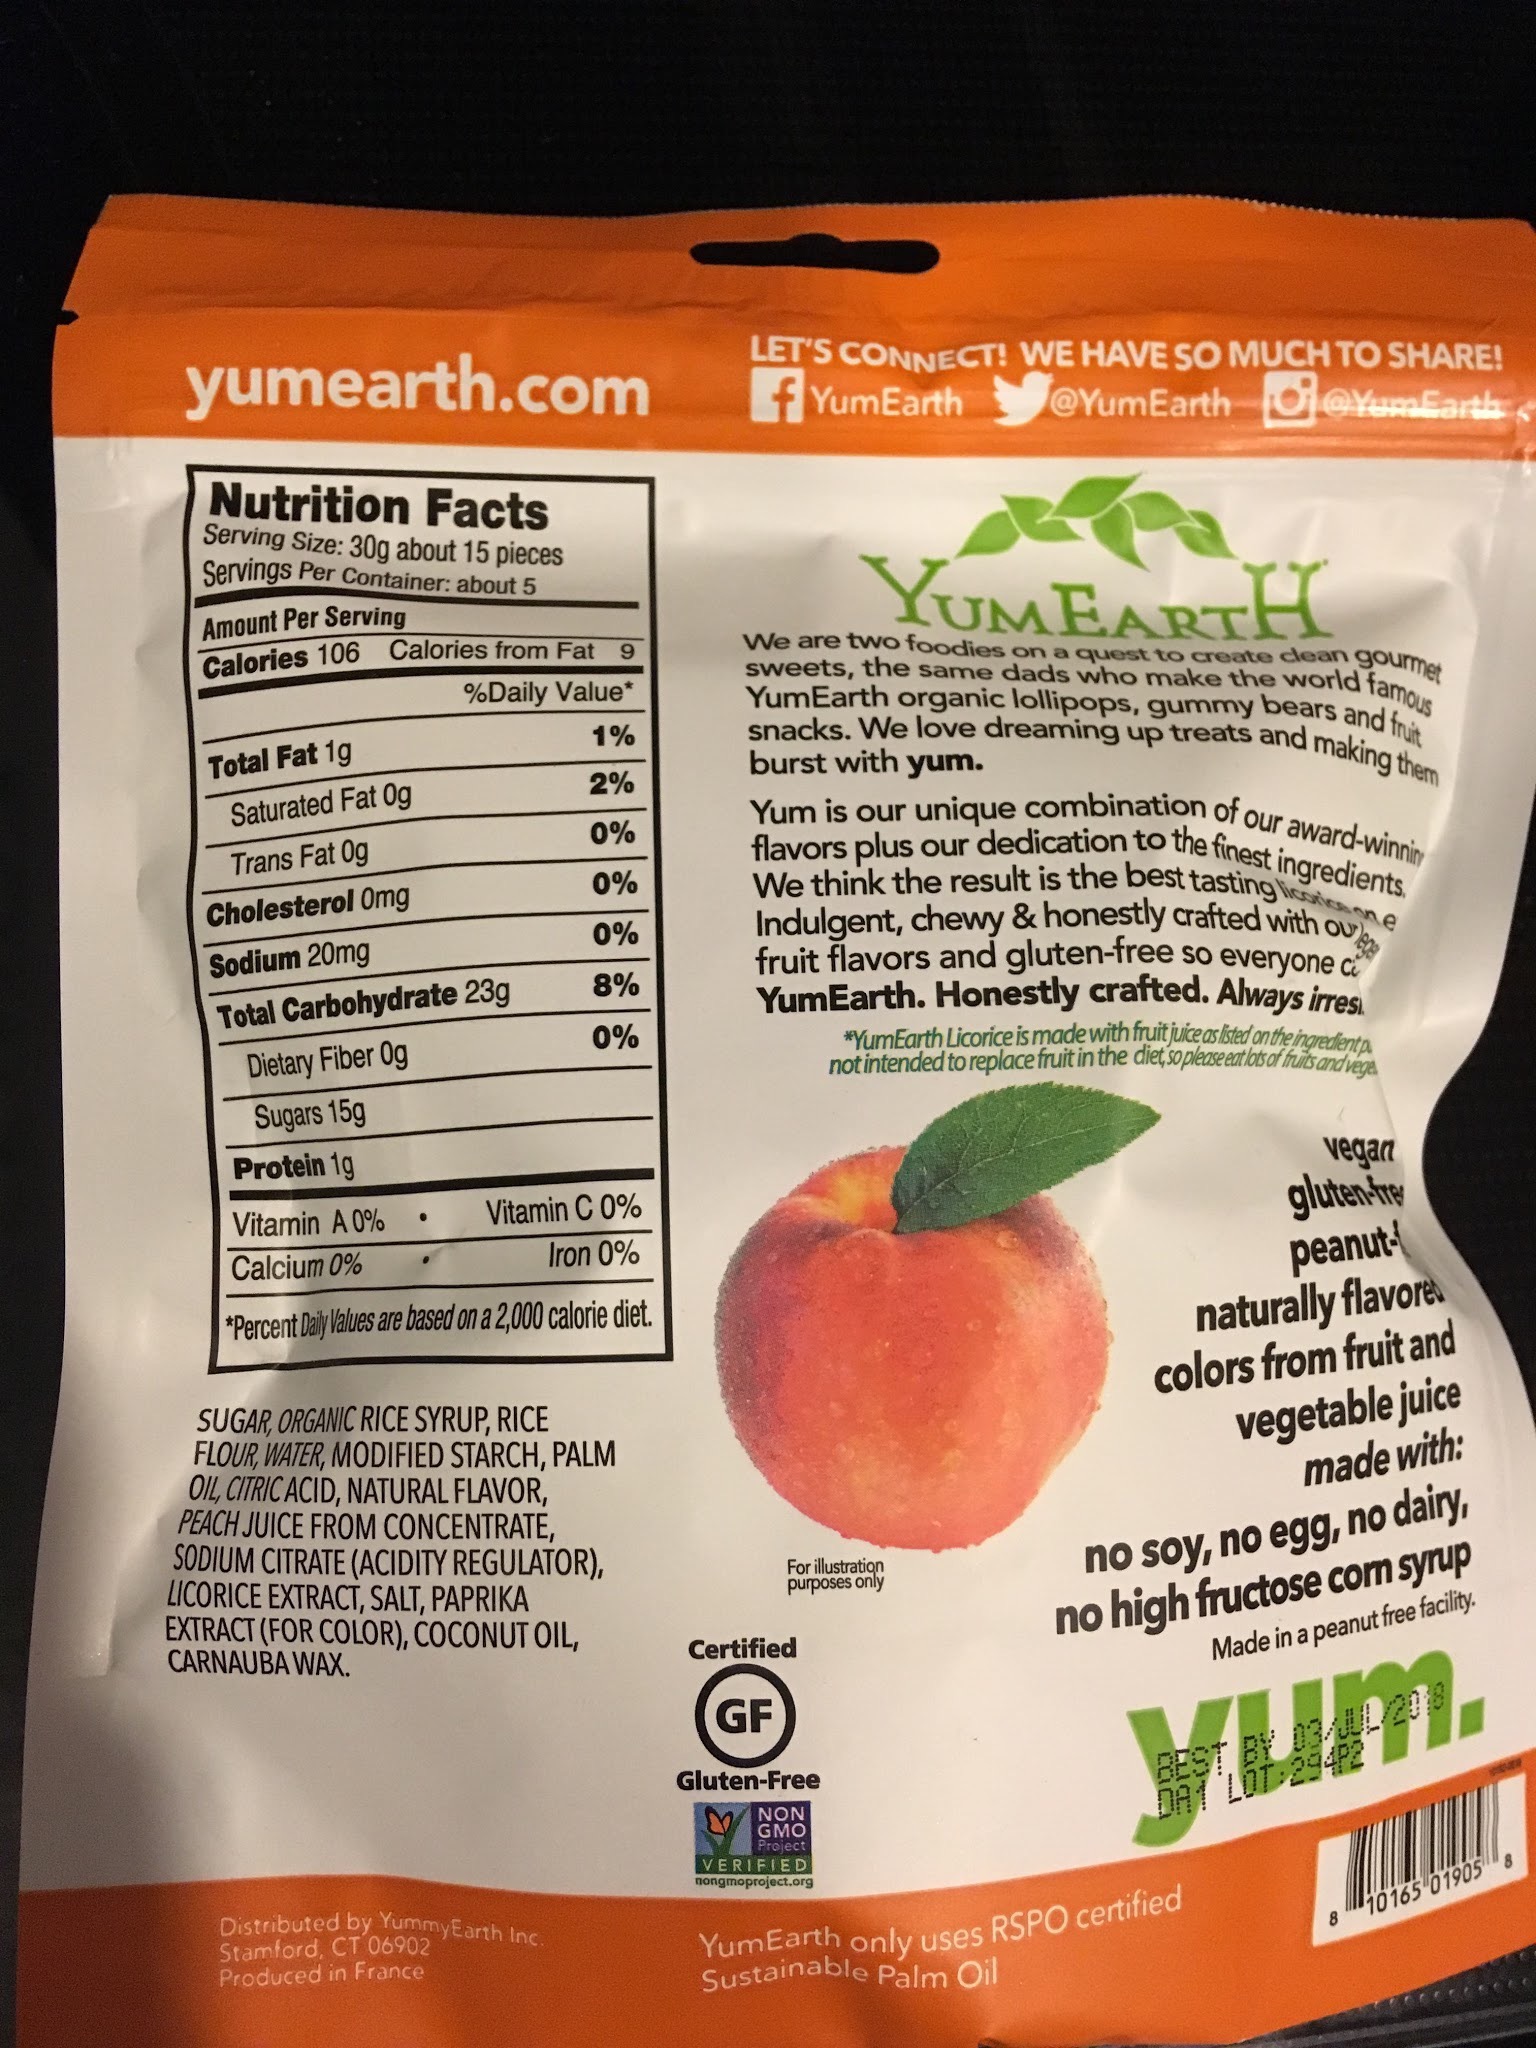 yumearth.com
LET'S CONNECT! WE HAVE SO MUCH TO SHARE!
YumEarth @YumEarth @YumEarth
Nutrition Facts
Serving Size: 30g about 15 pieces
Servings Per Container: about 5
Amount Per Serving
Calories 106 Calories from Fat 9
%Daily Value*
Total Fat 1g 1%
Saturated Fat 0g 2%
Trans Fat 0g 0%
Cholesterol 0mg 0%
Sodium 20mg 0%
Total Carbohydrate 23g 8%
Dietary Fiber 0g 0%
Sugars 15g
Protein 1g
Vitamin A 0% • Vitamin C 0%
Calcium 0% • Iron 0%
*Percent Daily Values are based on a 2,000 calorie diet.
SUGAR, ORGANIC RICE SYRUP, RICE
FLOUR, WATER, MODIFIED STARCH, PALM
OIL, CITRIC ACID, NATURAL FLAVOR,
PEACH JUICE FROM CONCENTRATE,
SODIUM CITRATE (ACIDITY REGULATOR),
LICORICE EXTRACT, SALT, PAPRIKA
EXTRACT (FOR COLOR), COCONUT OIL,
CARNAUBA WAX.
YUMEARTH
We are two foodies on a quest to create clean gourmet
sweets, the same dads who make the world famous
YumEarth organic lollipops, gummy bears and fruit
snacks. We love dreaming up treats and making them
burst with yum.
Yum is our unique combination of our award-winnin
flavors plus our dedication to the finest ingredients.
We think the result is the best tasting licorice on e
Indulgent, chewy & honestly crafted with our
fruit flavors and gluten-free so everyone
YumEarth. Honestly crafted. Always
*YumEarth Licorice is made with fruit juice as listed on the ingredient
not intended to replace fruit in the diet, so please eat lots of fruits and
vegan
gluten-free
peanut-
naturally flavored
colors from fruit and
vegetable juice
made with:
no soy, no egg, no dairy,
no high fructose corn syrup
Made in a peanut free facility.
For illustration
purposes only
Certified
GF
Gluten-Free
NON
GMO
Project
VERIFIED
nongmoproject.org
yum.
BEST BY 03/JUL/2018
DA1 LOT:294P2
8 10165 01905 8
Distributed by YummyEarth Inc.
Stamford, CT 06902
Produced in France
YumEarth only uses RSPO certified
Sustainable Palm Oil